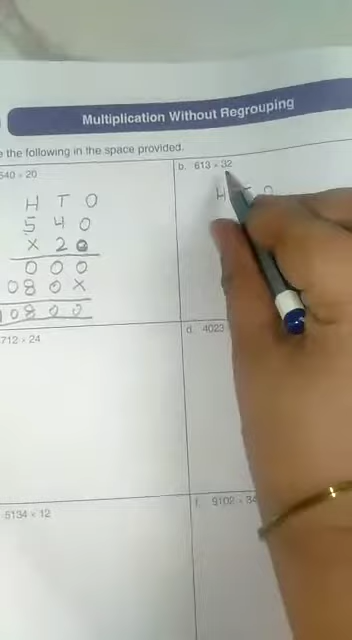 Multiplication Without Regrouping
e the following in the space provided.
540 × 20
H T O
5 4 0
X 2 0
0 0 0
0 8 0 X
0 8 0 0
b. 613 × 32
H T O
712 × 24
d. 4023
5134 × 12
f. 9102 × 34